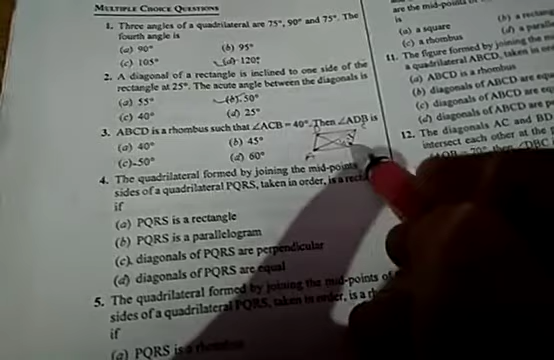 MULTIPLE CHOICE QUESTIONS
1. Three angles of a quadrilateral are 75°, 90° and 75°. The
fourth angle is
(a) 90° (b) 95°
(c) 105° (d) 120°
2. A diagonal of a rectangle is inclined to one side of the
rectangle at 25°. The acute angle between the diagonals is
(a) 55° (b) 50°
(c) 40° (d) 25°
3. ABCD is a rhombus such that ∠ACB = 40°. Then ∠ADB is
(a) 40° (b) 45°
(c) 50° (d) 60°
4. The quadrilateral formed by joining the mid-points
sides of a quadrilateral PQRS, taken in order, is a
if
(a) PQRS is a rectangle
(b) PQRS is a parallelogram
(c) diagonals of PQRS are perpendicular
(d) diagonals of PQRS are equal
5. The quadrilateral formed by joining the mid-points of
sides of a quadrilateral PQRS, taken in order, is a
if
(a) PQRS is a rhombus
are the mid-points
is
(a) a square
(c) a rhombus
11. The figure formed by joining the
a quadrilateral ABCD, taken in
(a) ABCD is a rhombus
(b) diagonals of ABCD are
(c) diagonals of ABCD are
(d) diagonals of ABCD are
12. The diagonals AC and BD
intersect each other at the
∠DBC